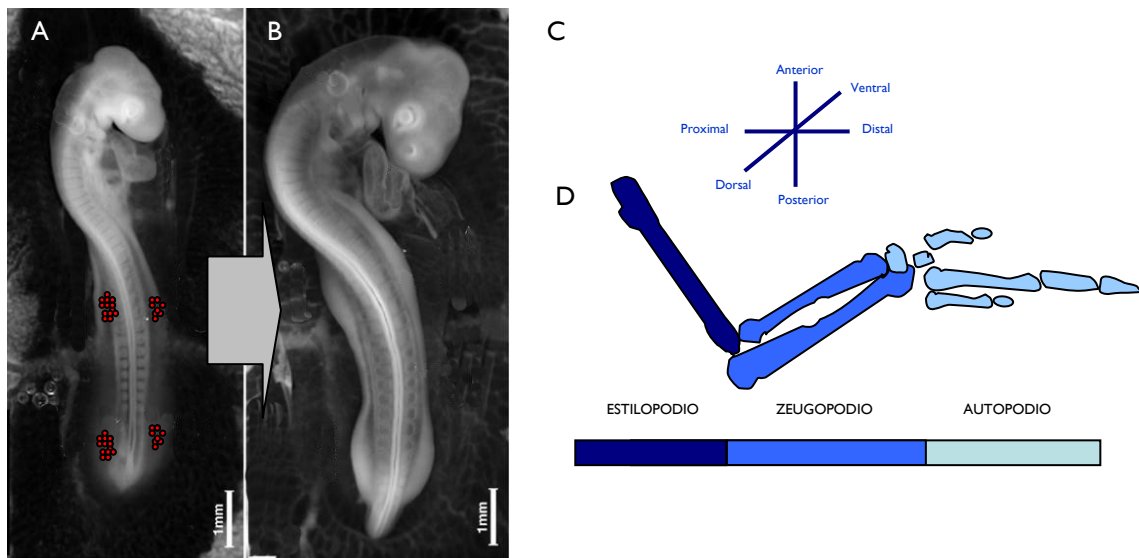 A
B
1mm
1mm
C
Anterior
Ventral
Proximal
Distal
Dorsal
Posterior
D
ESTILOPODIO ZEUGOPODIO AUTOPODIO